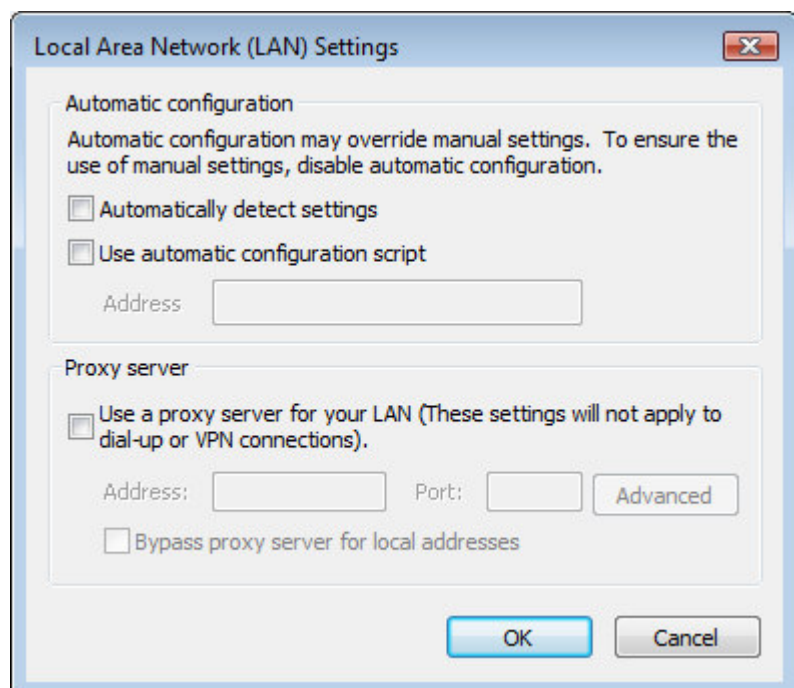 Local Area Network (LAN) Settings
Automatic configuration
Automatic configuration may override manual settings. To ensure the
use of manual settings, disable automatic configuration.
Automatically detect settings
Use automatic configuration script
Address
Proxy server
Use a proxy server for your LAN (These settings will not apply to
dial-up or VPN connections).
Address: Port: Advanced
Bypass proxy server for local addresses
OK Cancel